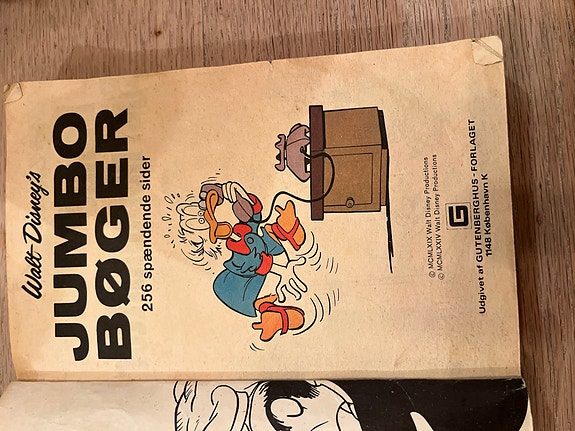 Walt Disney's
JUMBO
BØGER
256 spændende sider
© MCMLXIX Walt Disney Productions
© MCMLXXIV Walt Disney Productions
G
Udgivet af GUTENBERGHUS - FORLAGET
1148 København K